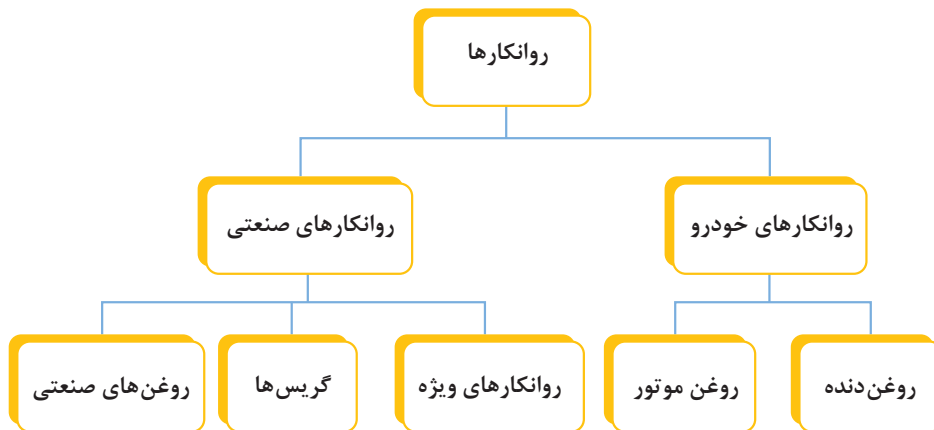 روانکارها
روانکارهای خودرو
روانکارهای صنعتی
روغن‌دنده
روغن موتور
روانکارهای ویژه
گریس‌ها
روغن‌های صنعتی